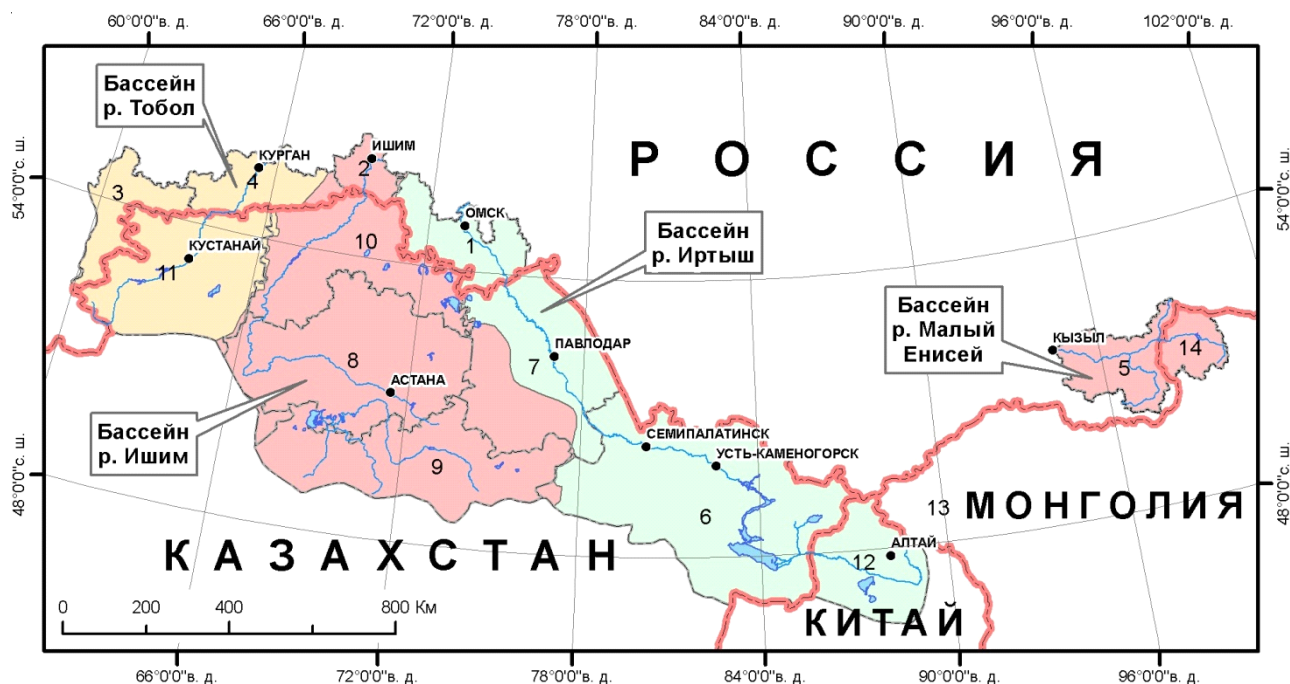 60°0'0"в. д. 66°0'0"в. д. 72°0'0"в. д. 78°0'0"в. д. 84°0'0"в. д. 90°0'0"в. д. 96°0'0"в. д. 102°0'0"в. д.
Бассейн
р. Тобол
54°0'0"с. ш.
54°0'0"с. ш.
РОССИЯ
КУРГАН
ИШИМ
3
4
2
ОМСК
1
Бассейн
р. Иртыш
КУСТАНАЙ
10
11
Бассейн
р. Малый
Енисей
КЫЗЫЛ
5
14
ПАВЛОДАР
7
8
АСТАНА
Бассейн
р. Ишим
9
СЕМИПАЛАТИНСК
УСТЬ-КАМЕНОГОРСК
48°0'0"с. ш.
48°0'0"с. ш.
6
13
МОНГОЛИЯ
КАЗАХСТАН
АЛТАЙ
12
КИТАЙ
0 200 400 800 Км
66°0'0"в. д. 72°0'0"в. д. 78°0'0"в. д. 84°0'0"в. д. 90°0'0"в. д. 96°0'0"в. д.